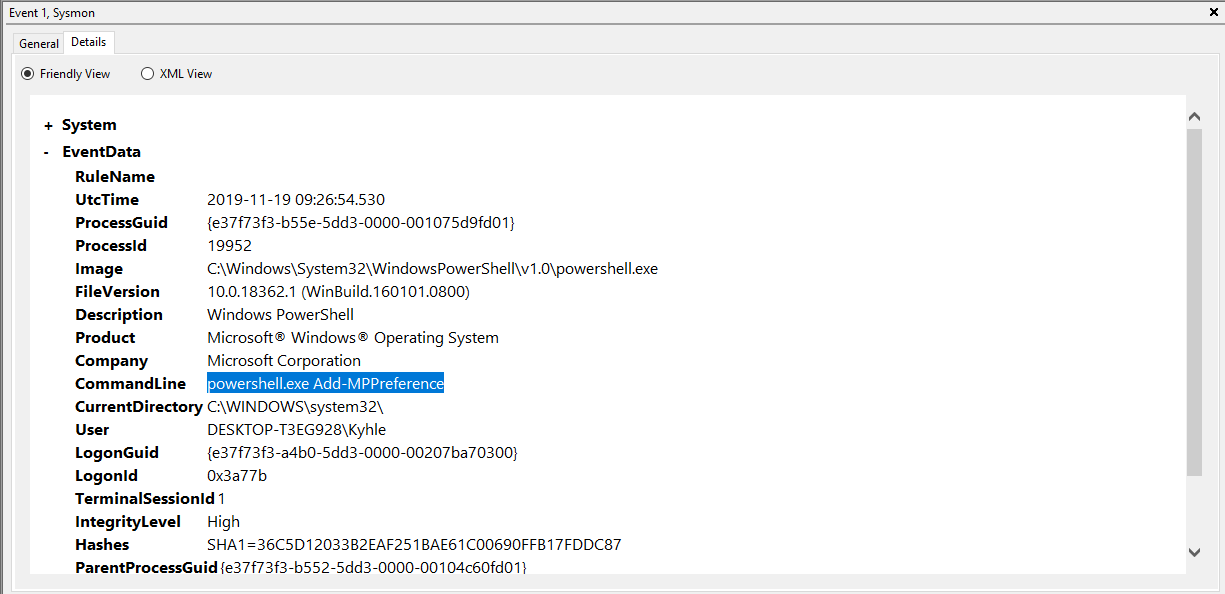 Event 1, Sysmon
General Details
Friendly View XML View
+ System
- EventData
RuleName
UtcTime 2019-11-19 09:26:54.530
ProcessGuid {e37f73f3-b55e-5dd3-0000-001075d9fd01}
ProcessId 19952
Image C:\Windows\System32\WindowsPowerShell\v1.0\powershell.exe
FileVersion 10.0.18362.1 (WinBuild.160101.0800)
Description Windows PowerShell
Product Microsoft® Windows® Operating System
Company Microsoft Corporation
CommandLine powershell.exe Add-MPPreference
CurrentDirectory C:\WINDOWS\system32\
User DESKTOP-T3EG928\Kyhle
LogonGuid {e37f73f3-a4b0-5dd3-0000-00207ba70300}
LogonId 0x3a77b
TerminalSessionId 1
IntegrityLevel High
Hashes SHA1=36C5D12033B2EAF251BAE61C00690FFB17FDDC87
ParentProcessGuid {e37f73f3-b552-5dd3-0000-00104c60fd01}